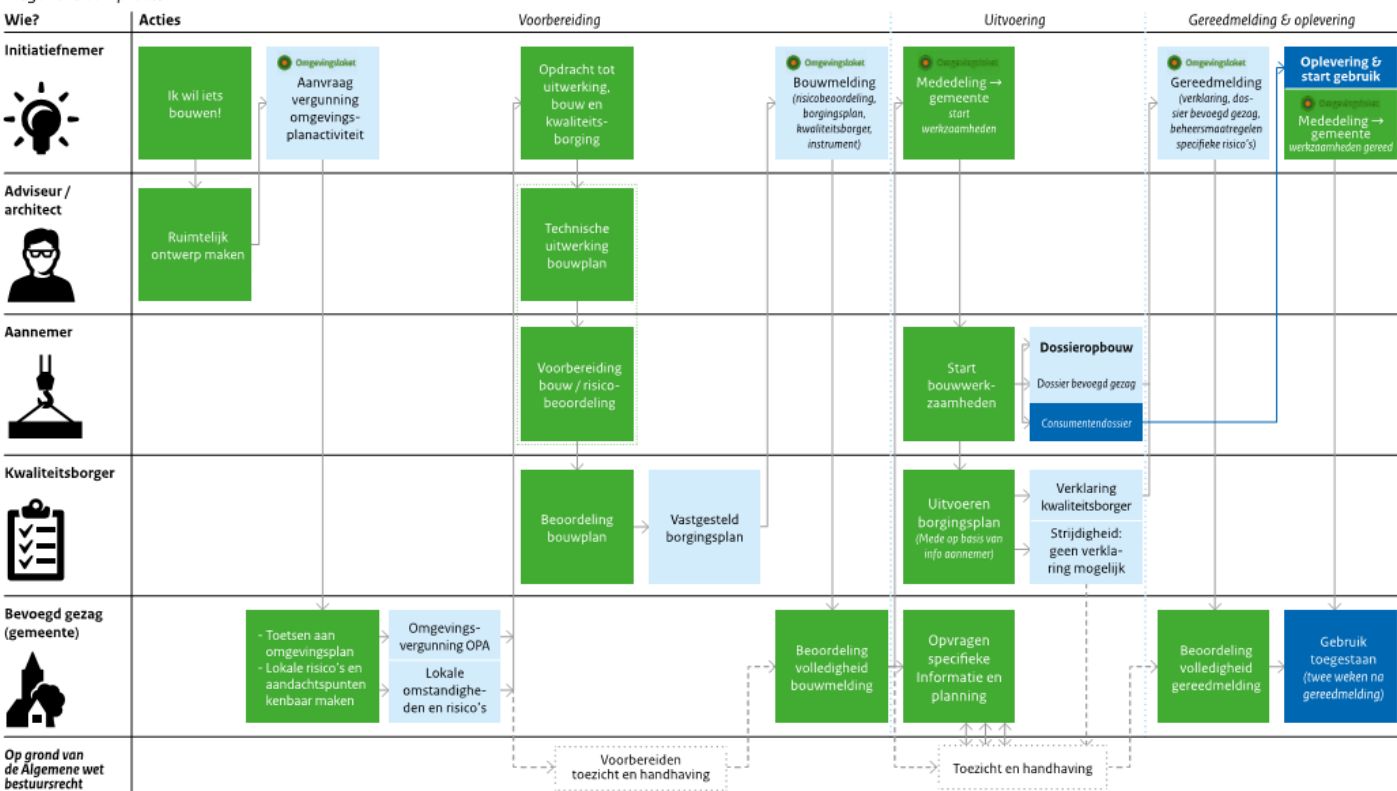 Wie?
Acties
Voorbereiding
Uitvoering
Gereedmelding & oplevering
Initiatiefnemer
Ik wil iets
bouwen!
Omgevingsloket
Aanvraag
vergunning
omgevings-
planactiviteit
Opdracht tot
uitwerking,
bouw en
kwaliteits-
borging
Omgevingsloket
Bouwmelding
(risicobeoordeling,
borgingsplan,
kwaliteitsborger,
instrument)
Omgevingsloket
Mededeling →
gemeente
start
werkzaamheden
Omgevingsloket
Gereedmelding
(verklaring, dos-
sier bevoegd gezag,
beheersmaatregelen
specifieke risico's)
Oplevering &
start gebruik
Omgevingsloket
Mededeling →
gemeente
werkzaamheden gereed
Adviseur /
architect
Ruimtelijk
ontwerp maken
Technische
uitwerking
bouwplan
Aannemer
Voorbereiding
bouw / risico-
beoordeling
Start
bouwwerk-
zaamheden
Dossieropbouw
Dossier bevoegd gezag
Consumentendossier
Kwaliteitsborger
Beoordeling
bouwplan
Vastgesteld
borgingsplan
Uitvoeren
borgingsplan
(Mede op basis van
info aannemer)
Verklaring
kwaliteitsborger
Strijdigheid:
geen verkla-
ring mogelijk
Bevoegd gezag
(gemeente)
- Toetsen aan
omgevingsplan
- Lokale risico's en
aandachtspunten
kenbaar maken
Omgevings-
vergunning OPA
Lokale
omstandighe-
den en risico's
Beoordeling
volledigheid
bouwmelding
Opvragen
specifieke
Informatie en
planning
Beoordeling
volledigheid
gereedmelding
Gebruik
toegestaan
(twee weken na
gereedmelding)
Op grond van
de Algemene wet
bestuursrecht
Voorbereiden
toezicht en handhaving
Toezicht en handhaving